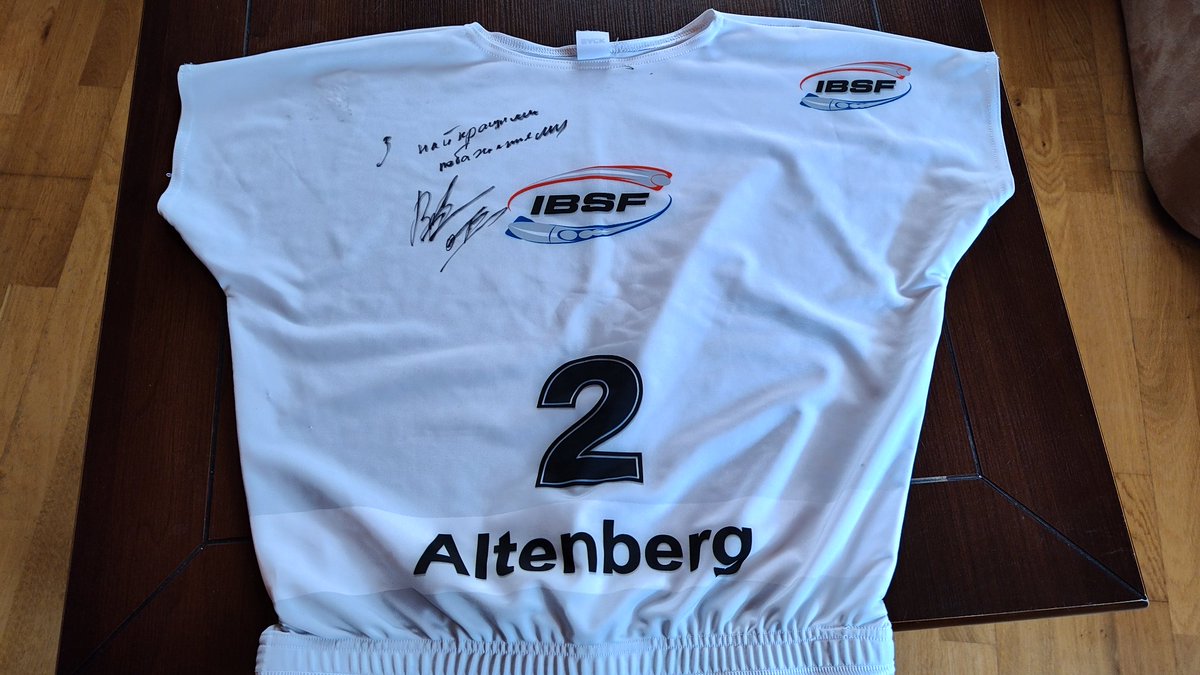 IBSF
З найкращими
побажаннями
IBSF
2
Altenberg